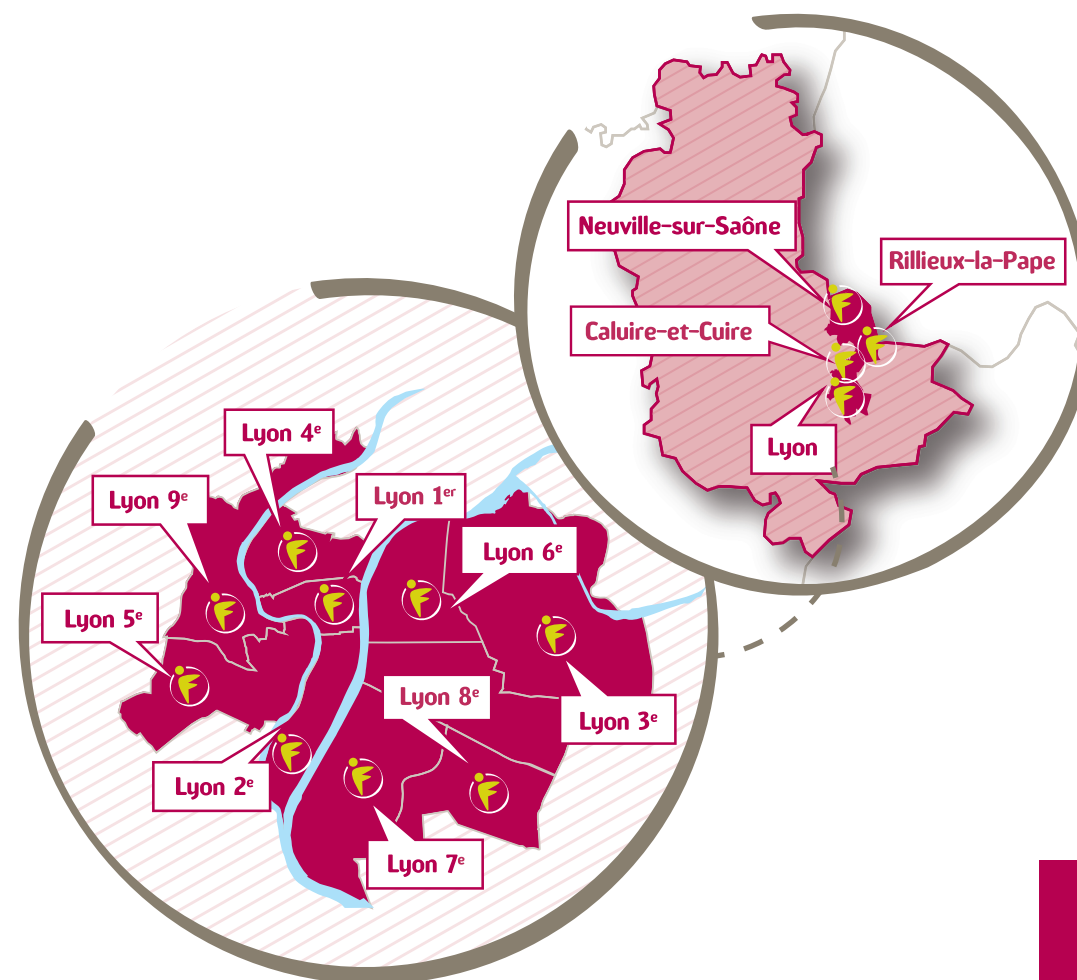 Neuville-sur-Saône
Rillieux-la-Pape
Caluire-et-Cuire
Lyon
Lyon 4e
Lyon 9e
Lyon 1er
Lyon 6e
Lyon 5e
Lyon 8e
Lyon 3e
Lyon 2e
Lyon 7e